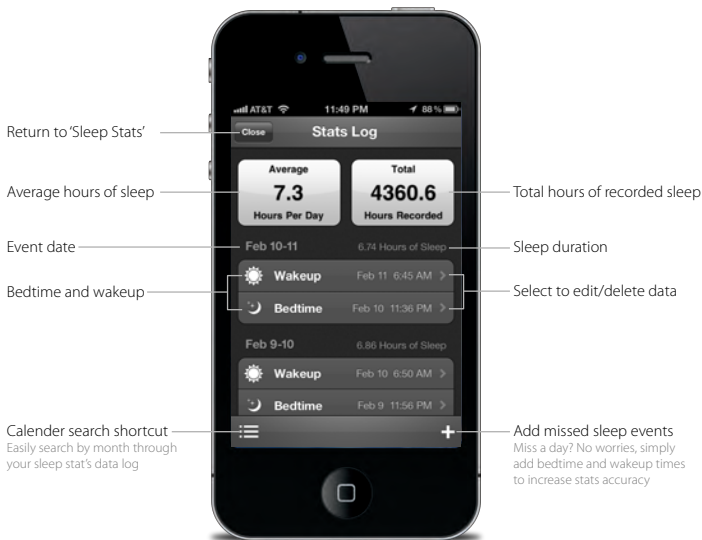 AT&T 11:49 PM 88%
Close Stats Log
Return to 'Sleep Stats'
Average
7.3
Hours Per Day
Total
4360.6
Hours Recorded
Average hours of sleep
Total hours of recorded sleep
Event date
Feb 10-11 6.74 Hours of Sleep
Sleep duration
Bedtime and wakeup
Wakeup Feb 11 6:45 AM
Bedtime Feb 10 11:36 PM
Select to edit/delete data
Feb 9-10 6.86 Hours of Sleep
Wakeup Feb 10 6:50 AM
Bedtime Feb 9 11:56 PM
Calender search shortcut
Easily search by month through
your sleep stat's data log
Add missed sleep events
Miss a day? No worries, simply
add bedtime and wakeup times
to increase stats accuracy